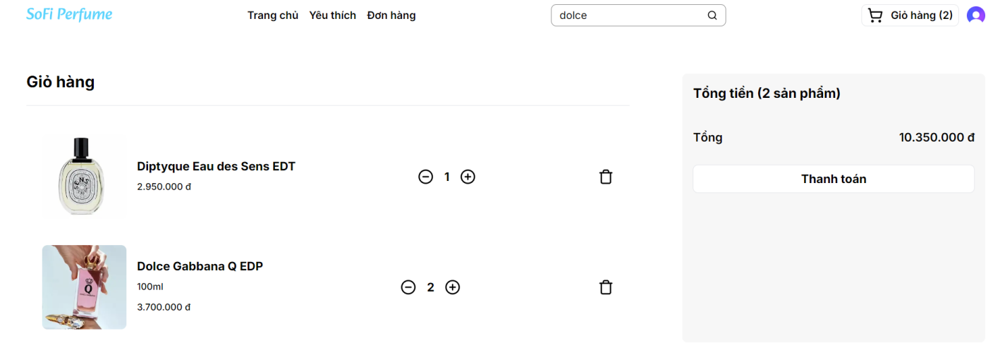 SoFi Perfume
Trang chủ Yêu thích Đơn hàng
dolce
Giỏ hàng (2)
Giỏ hàng
Tổng tiền (2 sản phẩm)
Tổng 10.350.000 đ
Thanh toán
SENS
Diptyque Eau des Sens EDT
2.950.000 đ
1
Q
Dolce Gabbana Q EDP
100ml
3.700.000 đ
2